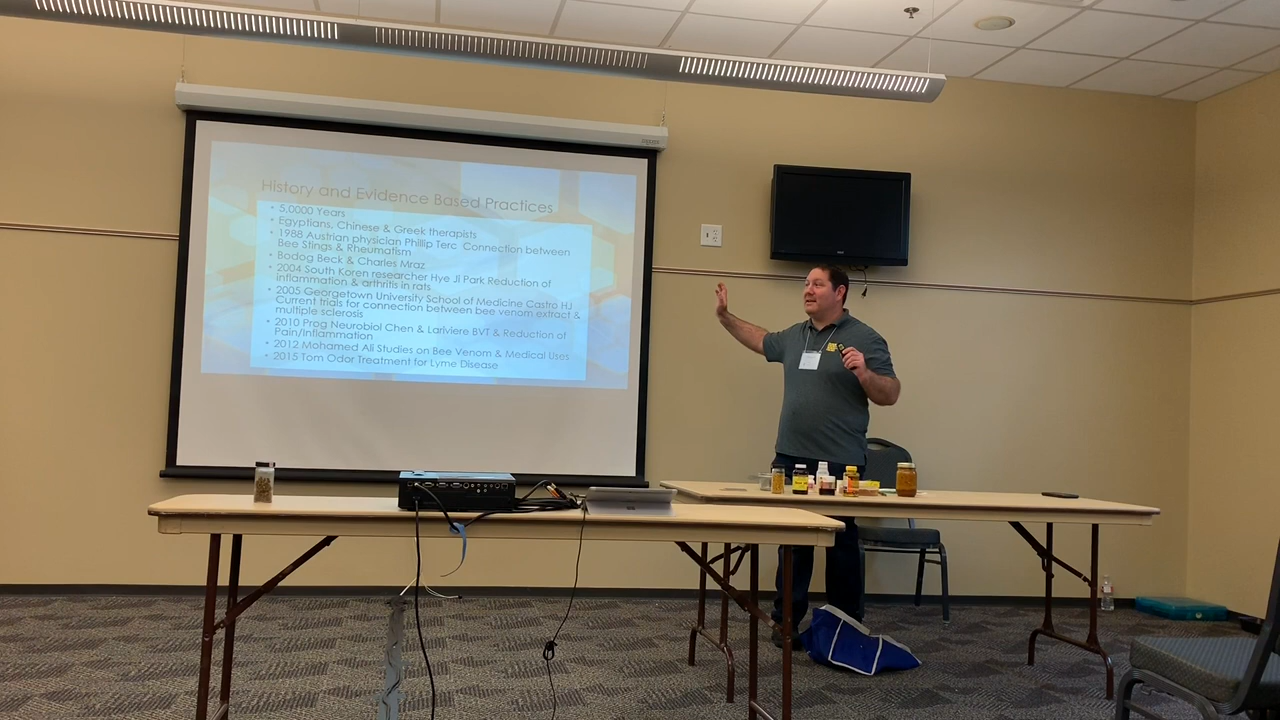 History and Evidence Based Practices
• 5,0000 Years
• Egyptians, Chinese & Greek therapists
• 1988 Austrian physician Phillip Terc Connection between
Bee Stings & Rheumatism
• Bodog Beck & Charles Mraz
• 2004 South Koren researcher Hye Ji Park Reduction of
inflammation & arthritis in rats
• 2005 Georgetown University School of Medicine Castro HJ
Current trials for connection between bee venom extract &
multiple sclerosis
• 2010 Prog Neurobiol Chen & Lariviere BVT & Reduction of
Pain/Inflammation
• 2012 Mohamed Ali Studies on Bee Venom & Medical Uses
• 2015 Tom Odor Treatment for Lyme Disease